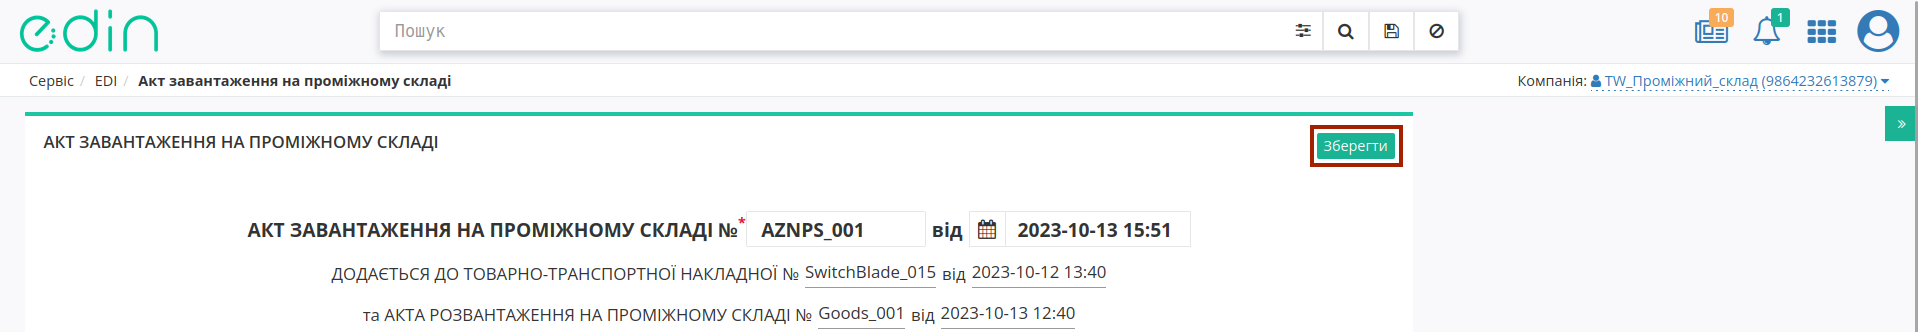 edin
Пошук
10
1
Сервіс / EDI / Акт завантаження на проміжному складі
Компанія: TW_Проміжний_склад (9864232613879)
»
АКТ ЗАВАНТАЖЕННЯ НА ПРОМІЖНОМУ СКЛАДІ
Зберегти
АКТ ЗАВАНТАЖЕННЯ НА ПРОМІЖНОМУ СКЛАДІ №* AZNPS_001 від 2023-10-13 15:51
ДОДАЄТЬСЯ ДО ТОВАРНО-ТРАНСПОРТНОЇ НАКЛАДНОЇ № SwitchBlade_015 від 2023-10-12 13:40
та АКТА РОЗВАНТАЖЕННЯ НА ПРОМІЖНОМУ СКЛАДІ № Goods_001 від 2023-10-13 12:40